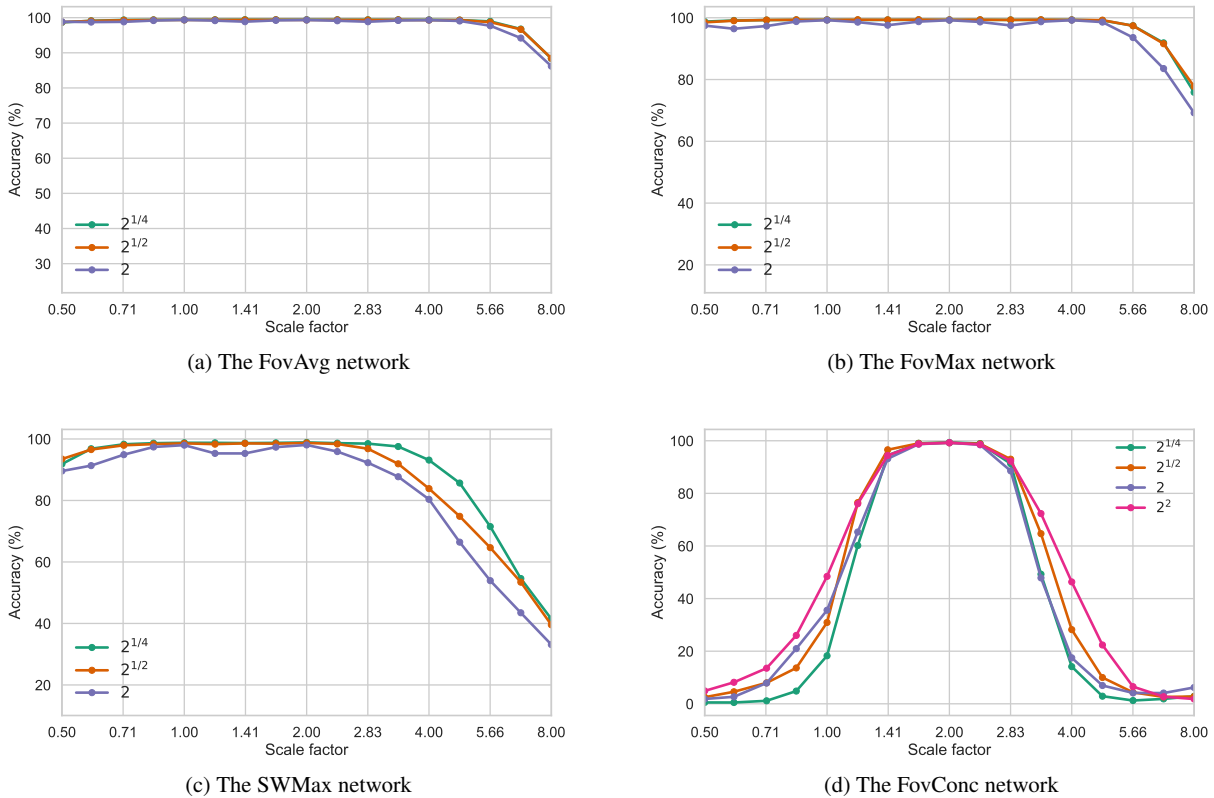 100
90
80
100
60
50
40
30
Accuracy (%)
2^{1/4}
2^{1/2}
2
0.50 0.71 1.00 1.41 2.00 2.83 4.00 5.66 8.00
Scale factor
(a) The FovAvg network
100
80
60
40
20
Accuracy (%)
2^{1/4}
2^{1/2}
2
0.50 0.71 1.00 1.41 2.00 2.83 4.00 5.66 8.00
Scale factor
(b) The FovMax network
100
80
60
40
20
Accuracy (%)
2^{1/4}
2^{1/2}
2
0.50 0.71 1.00 1.41 2.00 2.83 4.00 5.66 8.00
Scale factor
(c) The SWMax network
100
80
60
40
20
0
Accuracy (%)
2^{1/4}
2^{1/2}
2
2^2
0.50 0.71 1.00 1.41 2.00 2.83 4.00 5.66 8.00
Scale factor
(d) The FovConc network